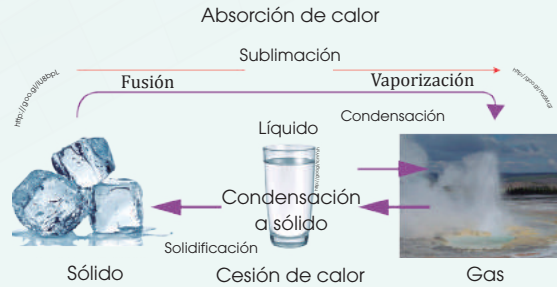 Absorción de calor
Sublimación
Fusión
Vaporización
Líquido
Condensación
Condensación
a sólido
Solidificación
Sólido
Cesión de calor
Gas